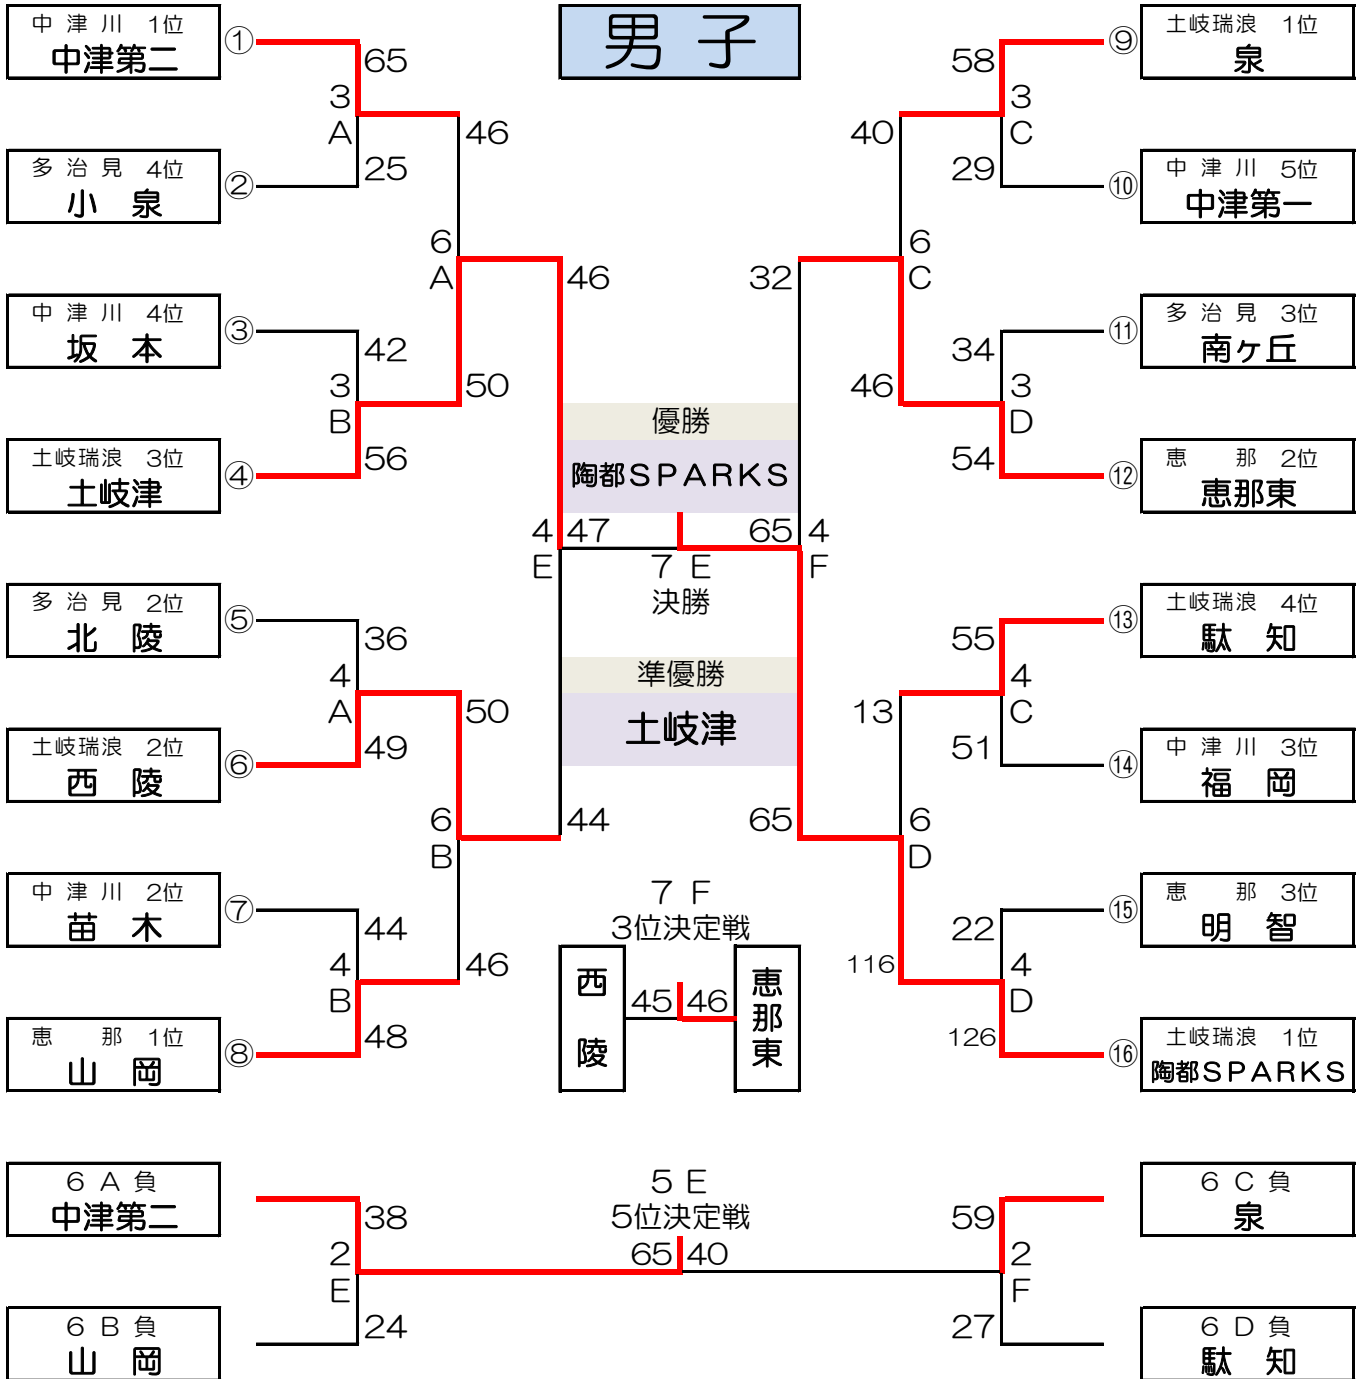 男子
中津川 1位
中津第二
①
65
3
A
46
多治見 4位
小泉
②
25
6
A
46
中津川 4位
坂本
③
42
3
B
50
土岐瑞浪 3位
土岐津
④
56
4
E
47
多治見 2位
北陵
⑤
36
4
A
50
土岐瑞浪 2位
西陵
⑥
49
6
B
44
中津川 2位
苗木
⑦
44
4
B
46
恵那 1位
山岡
⑧
48
優勝
陶都SPARKS
7 E
決勝
準優勝
土岐津
7 F
3位決定戦
西陵
45
46
恵那東
土岐瑞浪 1位
泉
⑨
58
3
C
40
中津川 5位
中津第一
⑩
29
6
C
32
多治見 3位
南ヶ丘
⑪
34
3
D
46
恵那 2位
恵那東
⑫
54
65
4
F
土岐瑞浪 4位
駄知
⑬
55
4
C
13
中津川 3位
福岡
⑭
51
6
D
65
恵那 3位
明智
⑮
22
4
D
116
土岐瑞浪 1位
陶都SPARKS
⑯
126
6 A 負
中津第二
38
2
E
6 B 負
山岡
24
5 E
5位決定戦
65
40
6 C 負
泉
59
2
F
6 D 負
駄知
27